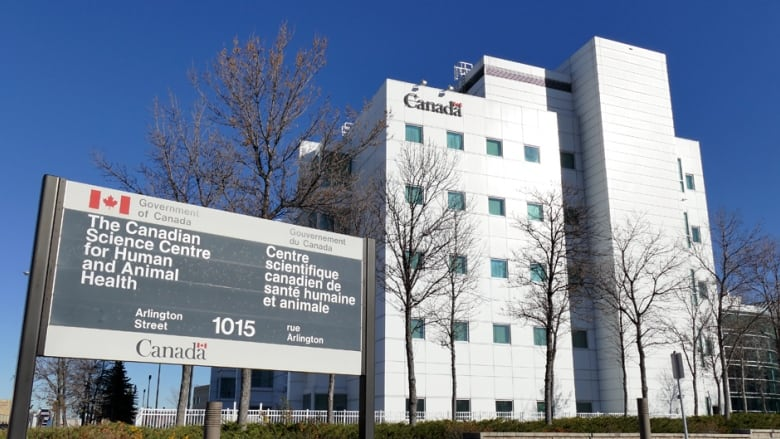 Government
of Canada
Gouvernement
du Canada
The Canadian
Science Centre
for Human
and Animal
Health
Centre
scientifique
canadien de
santé humaine
et animale
Arlington
Street
1015
rue
Arlington
Canada
Canada